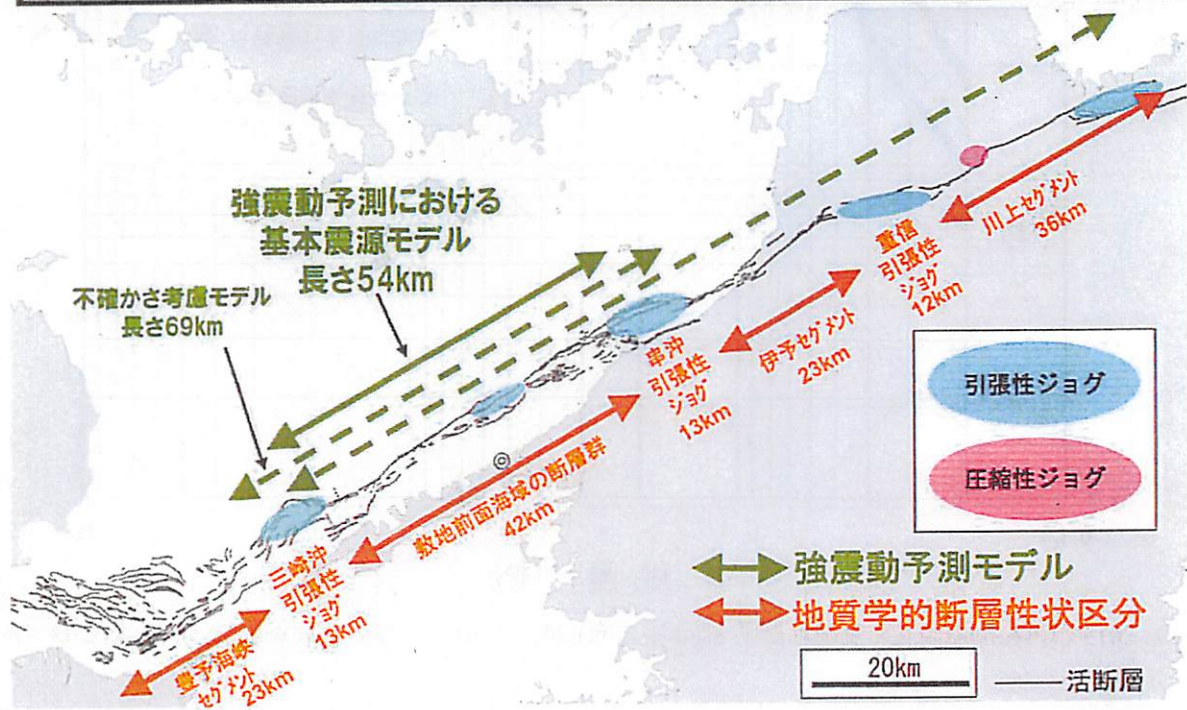 強震動予測における
基本震源モデル
長さ54km
不確かさ考慮モデル
長さ69km
川上セグメント
36km
重信
引張性
ジョグ
12km
伊予セグメント
23km
串沖
引張性
ジョグ
13km
敷地前面海域の断層群
42km
三崎沖
引張性
ジョグ
13km
豊予海峡
セグメント
23km
引張性ジョグ
圧縮性ジョグ
強震動予測モデル
地質学的断層性状区分
20km
活断層